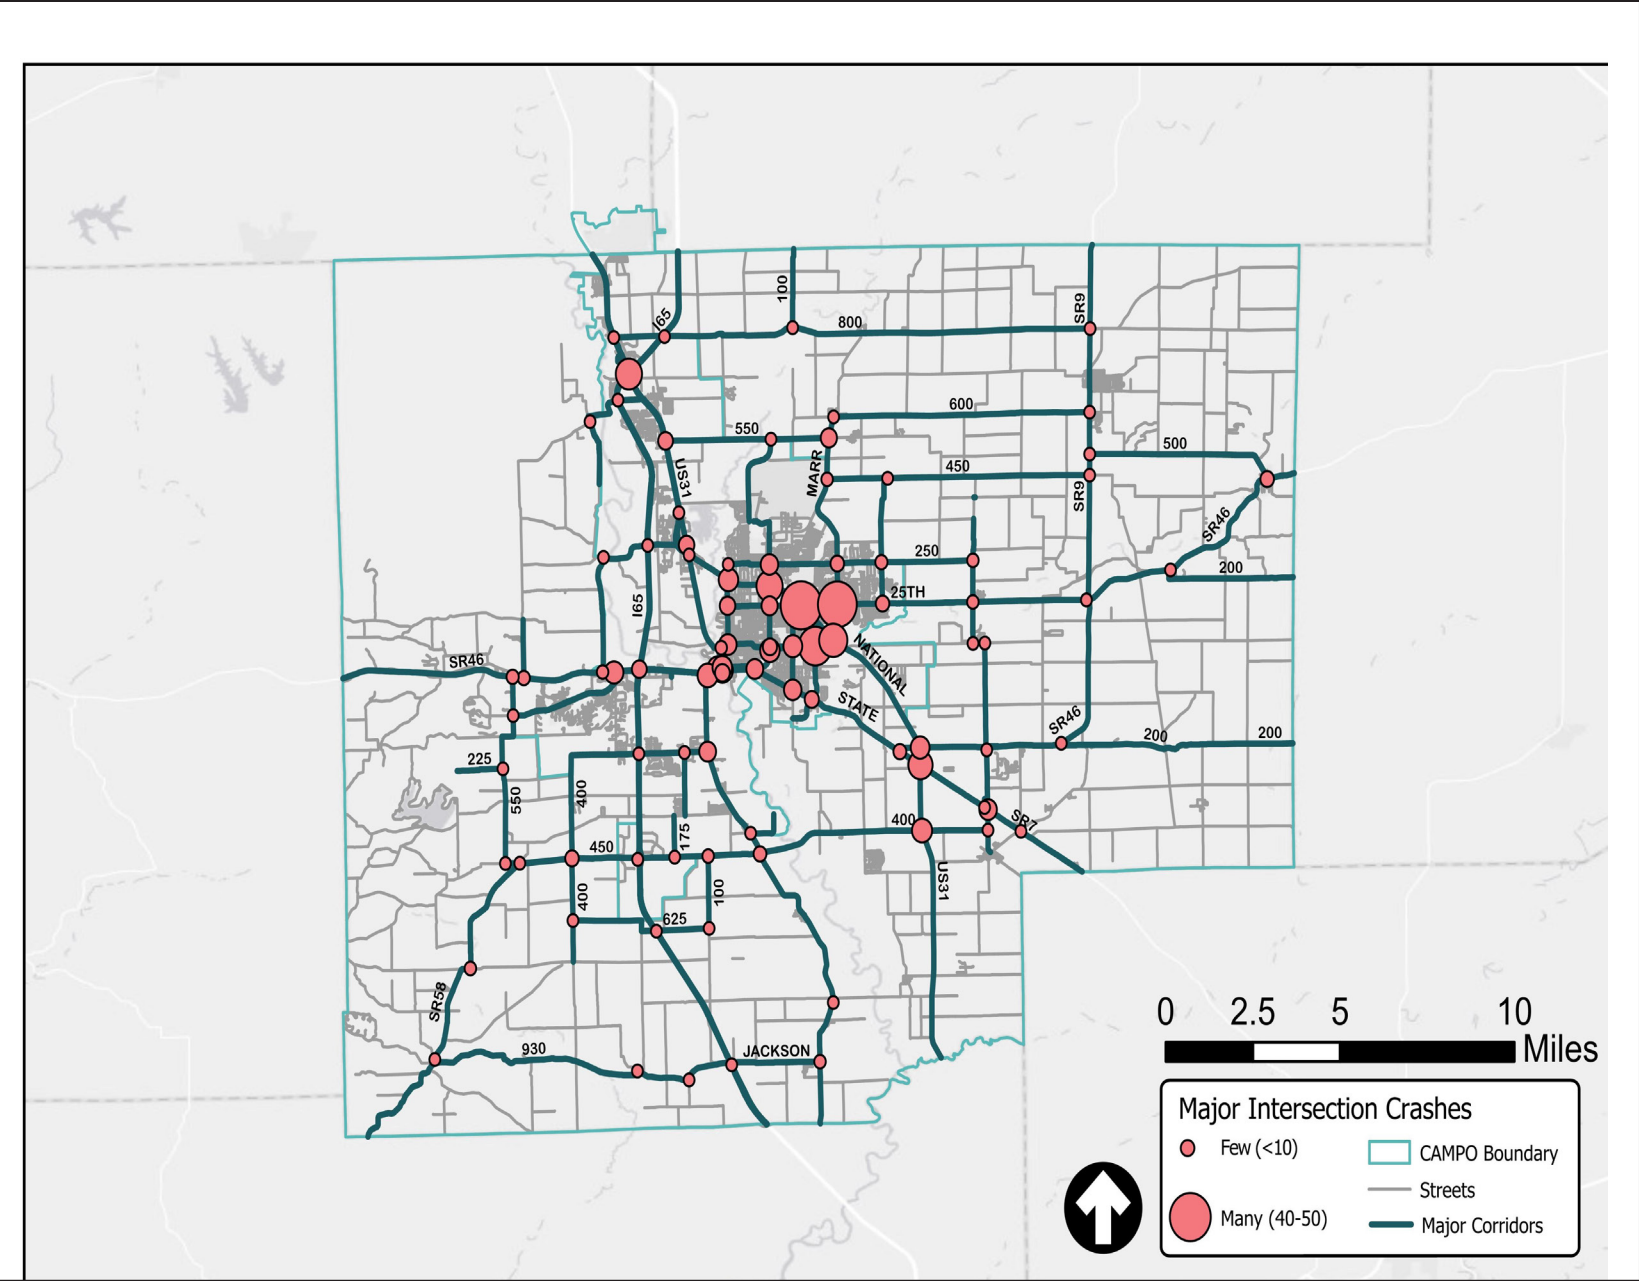 100
SR9
I65
800
600
550
500
450
US31
MARR
SR9
SR46
250
200
25TH
I65
NATIONAL
SR46
STATE
SR46
200
200
225
550
400
400
SR7
175
450
US31
400
100
625
SR58
930
JACKSON
0 2.5 5 10
Miles
Major Intersection Crashes
Few (<10)
CAMPO Boundary
Streets
Many (40-50)
Major Corridors